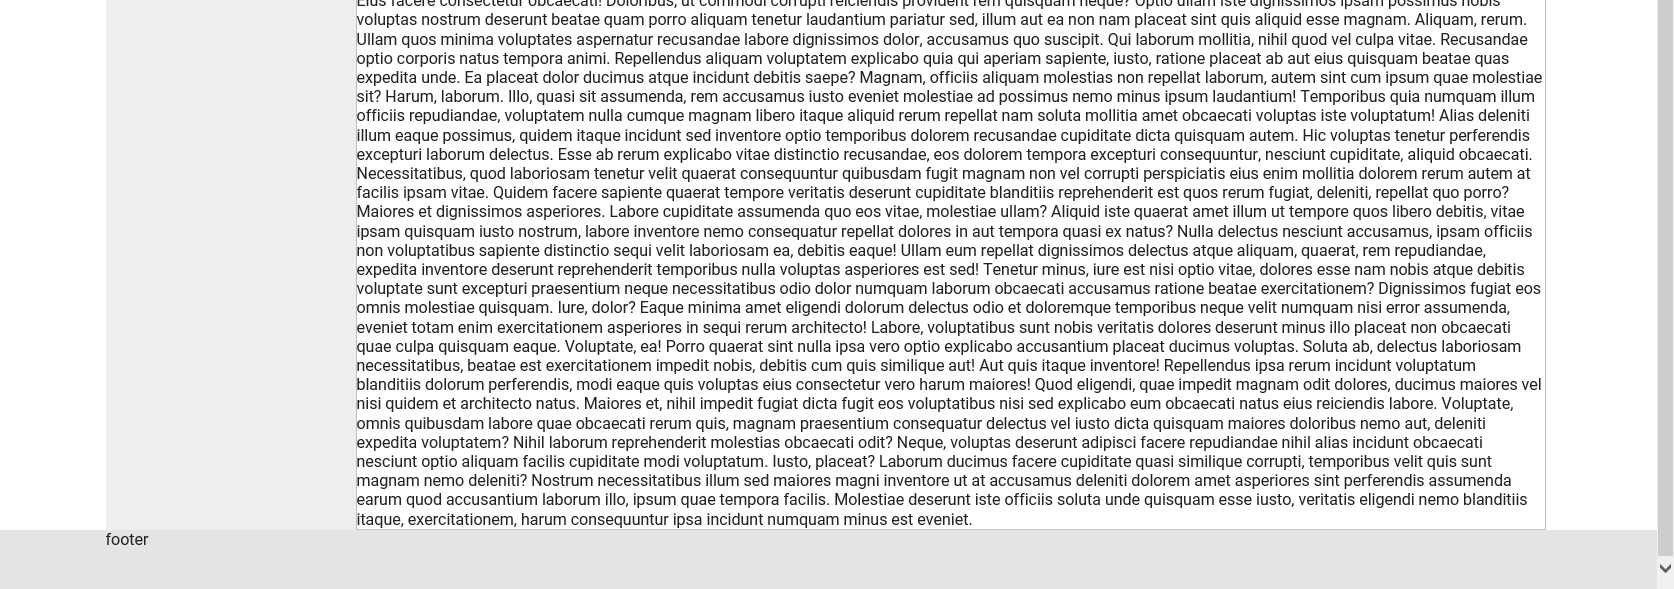 Eius facere consectetur obcaecati! Doloribus, ut commodi corrupti reiciendis provident rem quisquam neque? Optio ullam iste dignissimos ipsam possimus nobis
voluptas nostrum deserunt beatae quam porro aliquam tenetur laudantium pariatur sed, illum aut ea non nam placeat sint quis aliquid esse magnam. Aliquam, rerum.
Ullam quos minima voluptates aspernatur recusandae labore dignissimos dolor, accusamus quo suscipit. Qui laborum mollitia, nihil quod vel culpa vitae. Recusandae
optio corporis natus tempora animi. Repellendus aliquam voluptatem explicabo quia qui aperiam sapiente, iusto, ratione placeat ab aut eius quisquam beatae quas
expedita unde. Ea placeat dolor ducimus atque incidunt debitis saepe? Magnam, officiis aliquam molestias non repellat laborum, autem sint cum ipsum quae molestiae
sit? Harum, laborum. Illo, quasi sit assumenda, rem accusamus iusto eveniet molestiae ad possimus nemo minus ipsum laudantium! Temporibus quia numquam illum
officiis repudiandae, voluptatem nulla cumque magnam libero itaque aliquid rerum repellat nam soluta mollitia amet obcaecati voluptas iste voluptatum! Alias deleniti
illum eaque possimus, quidem itaque incidunt sed inventore optio temporibus dolorem recusandae cupiditate dicta quisquam autem. Hic voluptas tenetur perferendis
excepturi laborum delectus. Esse ab rerum explicabo vitae distinctio recusandae, eos dolorem tempora excepturi consequuntur, nesciunt cupiditate, aliquid obcaecati.
Necessitatibus, quod laboriosam tenetur velit quaerat consequuntur quibusdam fugit magnam non vel corrupti perspiciatis eius enim mollitia dolorem rerum autem at
facilis ipsam vitae. Quidem facere sapiente quaerat tempore veritatis deserunt cupiditate blanditiis reprehenderit est quos rerum fugiat, deleniti, repellat quo porro?
Maiores et dignissimos asperiores. Labore cupiditate assumenda quo eos vitae, molestiae ullam? Aliquid iste quaerat amet illum ut tempore quos libero debitis, vitae
ipsam quisquam iusto nostrum, labore inventore nemo consequatur repellat dolores in aut tempora quasi ex natus? Nulla delectus nesciunt accusamus, ipsam officiis
non voluptatibus sapiente distinctio sequi velit laboriosam ea, debitis eaque! Ullam eum repellat dignissimos delectus atque aliquam, quaerat, rem repudiandae,
expedita inventore deserunt reprehenderit temporibus nulla voluptas asperiores est sed! Tenetur minus, iure est nisi optio vitae, dolores esse nam nobis atque debitis
voluptate sunt excepturi praesentium neque necessitatibus odio dolor numquam laborum obcaecati accusamus ratione beatae exercitationem? Dignissimos fugiat eos
omnis molestiae quisquam. Iure, dolor? Eaque minima amet eligendi dolorum delectus odio et doloremque temporibus neque velit numquam nisi error assumenda,
eveniet totam enim exercitationem asperiores in sequi rerum architecto! Labore, voluptatibus sunt nobis veritatis dolores deserunt minus illo placeat non obcaecati
quae culpa quisquam eaque. Voluptate, ea! Porro quaerat sint nulla ipsa vero optio explicabo accusantium placeat ducimus voluptas. Soluta ab, delectus laboriosam
necessitatibus, beatae est exercitationem impedit nobis, debitis cum quis similique aut! Aut quis itaque inventore! Repellendus ipsa rerum incidunt voluptatum
blanditiis dolorum perferendis, modi eaque quis voluptas eius consectetur vero harum maiores! Quod eligendi, quae impedit magnam odit dolores, ducimus maiores vel
nisi quidem et architecto natus. Maiores et, nihil impedit fugiat dicta fugit eos voluptatibus nisi sed explicabo eum obcaecati natus eius reiciendis labore. Voluptate,
omnis quibusdam labore quae obcaecati rerum quis, magnam praesentium consequatur delectus vel iusto dicta quisquam maiores doloribus nemo aut, deleniti
expedita voluptatem? Nihil laborum reprehenderit molestias obcaecati odit? Neque, voluptas deserunt adipisci facere repudiandae nihil alias incidunt obcaecati
nesciunt optio aliquam facilis cupiditate modi voluptatum. Iusto, placeat? Laborum ducimus facere cupiditate quasi similique corrupti, temporibus velit quis sunt
magnam nemo deleniti? Nostrum necessitatibus illum sed maiores magni inventore ut at accusamus deleniti dolorem amet asperiores sint perferendis assumenda
earum quod accusantium laborum illo, ipsum quae tempora facilis. Molestiae deserunt iste officiis soluta unde quisquam esse iusto, veritatis eligendi nemo blanditiis
itaque, exercitationem, harum consequuntur ipsa incidunt numquam minus est eveniet.
footer